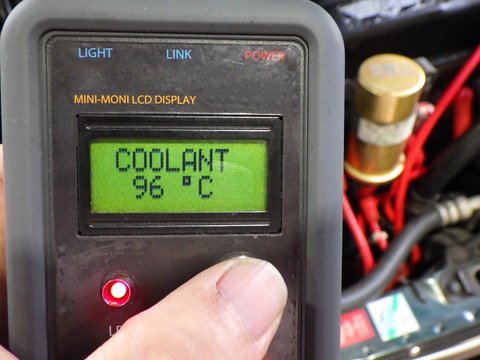 LIGHT LINK POWER
MINI-MONI LCD DISPLAY
COOLANT
96 °C